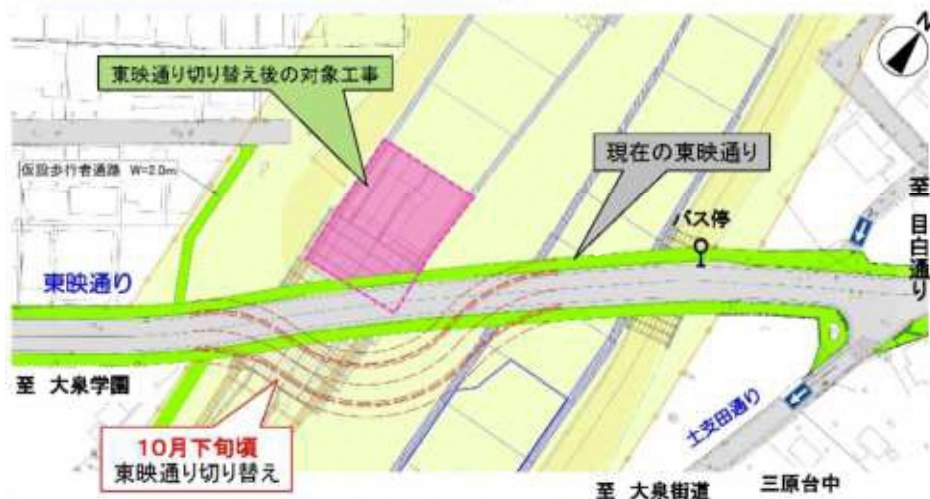 N
東映通り切り替え後の対象工事
現在の東映通り
仮設歩行者通路 W=2.0m
バス停
至 目白通り
東映通り
至 大泉学園
10月下旬頃
東映通り切り替え
土支田通り
至 大泉街道
三原台中